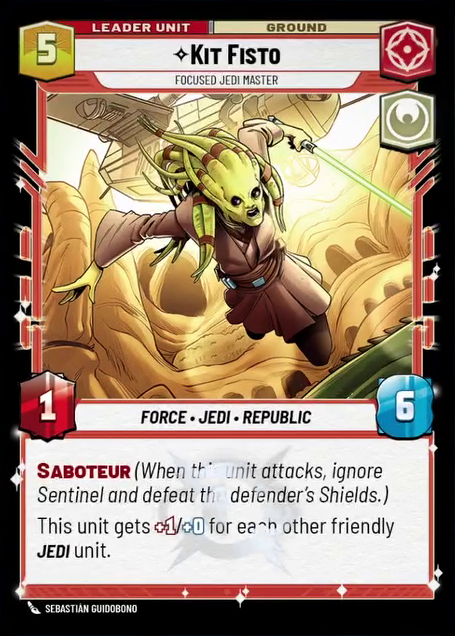 LEADER UNIT GROUND
5
KIT FISTO
FOCUSED JEDI MASTER
1
FORCE • JEDI • REPUBLIC
6
SABOTEUR (When this unit attacks, ignore
Sentinel and defeat the defender's Shields.)
This unit gets +1/+0 for each other friendly
JEDI unit.
SEBASTIÁN GUIDOBONO